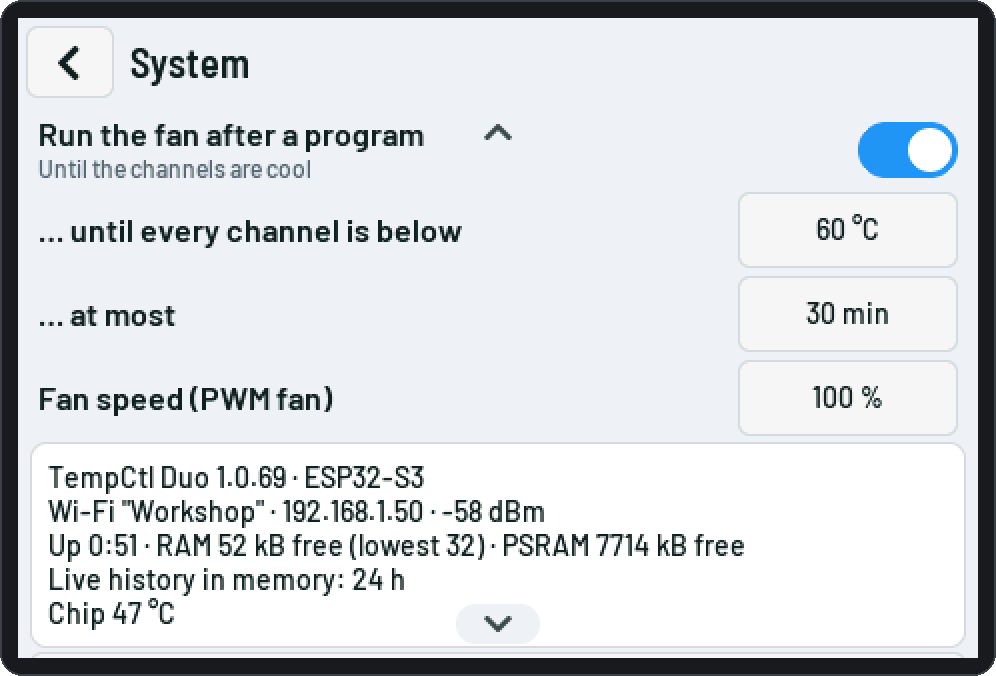 System
Run the fan after a program
Until the channels are cool
... until every channel is below
60 °C
... at most
30 min
Fan speed (PWM fan)
100 %
TempCtl Duo 1.0.69 · ESP32-S3
Wi-Fi "Workshop" · 192.168.1.50 · -58 dBm
Up 0:51 · RAM 52 kB free (lowest 32) · PSRAM 7714 kB free
Live history in memory: 24 h
Chip 47 °C